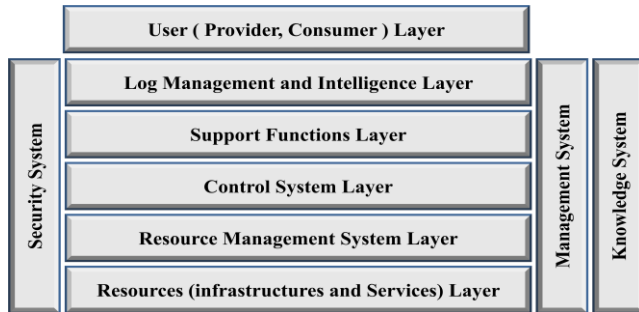 User ( Provider, Consumer ) Layer
Log Management and Intelligence Layer
Support Functions Layer
Control System Layer
Resource Management System Layer
Resources (infrastructures and Services) Layer
Security System
Management System
Knowledge System